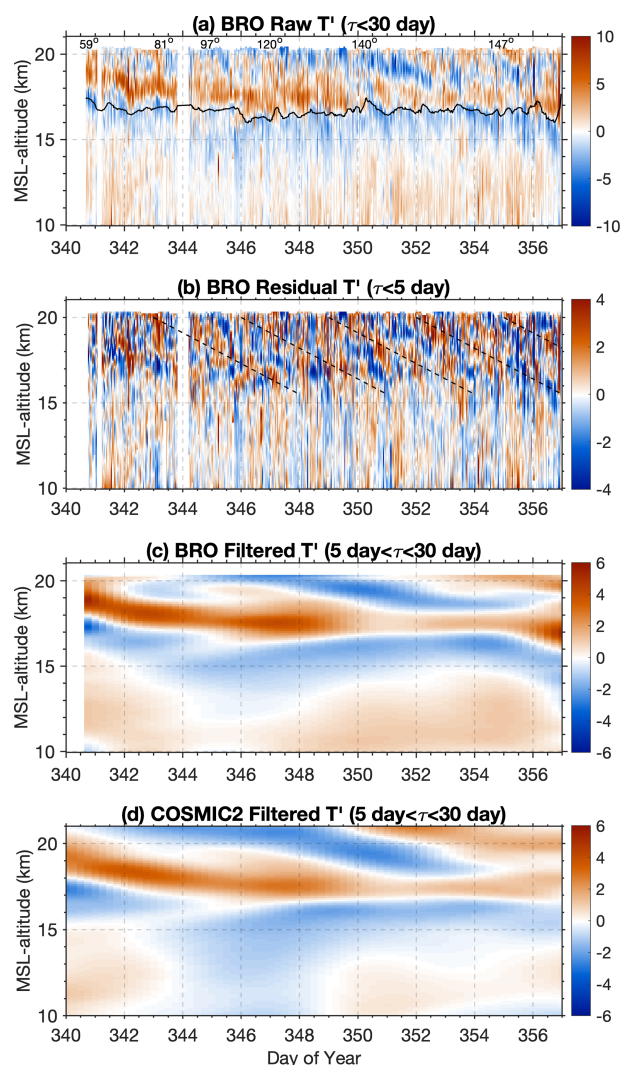 (a) BRO Raw T' (τ<30 day)
59° 81° 97° 120° 140° 147°
20
15
10
MSL-altitude (km)
340 342 344 346 348 350 352 354 356
10
5
0
-5
-10
(b) BRO Residual T' (τ<5 day)
20
15
10
MSL-altitude (km)
340 342 344 346 348 350 352 354 356
4
2
0
-2
-4
(c) BRO Filtered T' (5 day<τ<30 day)
20
15
10
MSL-altitude (km)
340 342 344 346 348 350 352 354 356
6
4
2
0
-2
-4
-6
(d) COSMIC2 Filtered T' (5 day<τ<30 day)
20
15
10
MSL-altitude (km)
340 342 344 346 348 350 352 354 356
Day of Year
6
4
2
0
-2
-4
-6